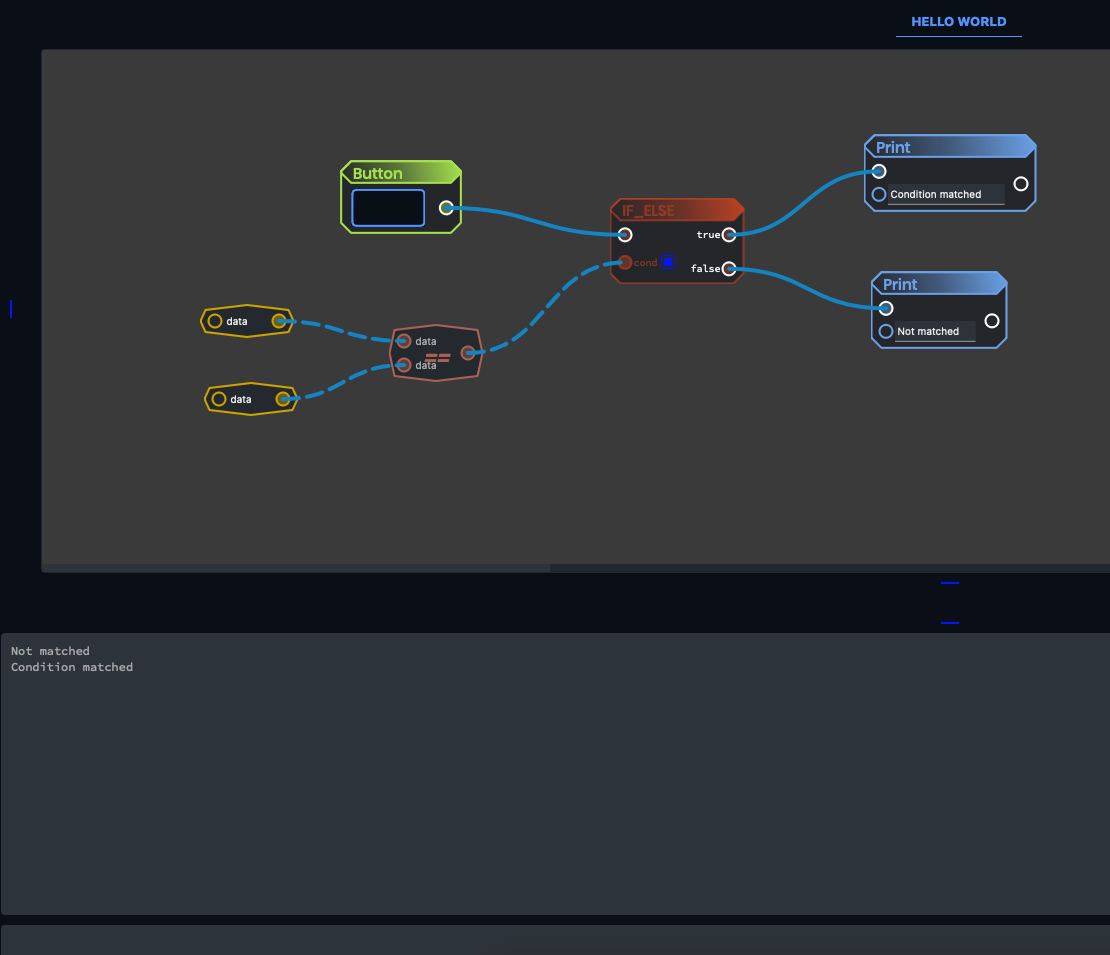 HELLO WORLD
Print
Condition matched
Button
IF_ELSE
true
cond
false
Print
Not matched
data
data
==
data
data
Not matched
Condition matched